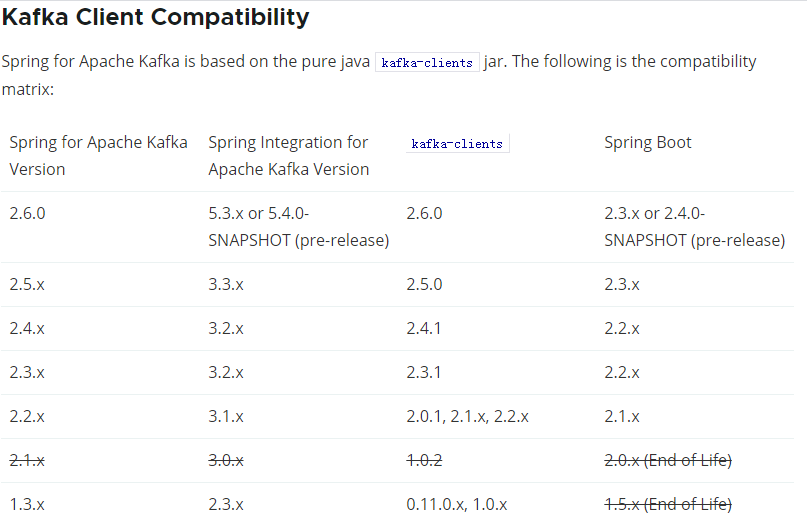 Kafka Client Compatibility
Spring for Apache Kafka is based on the pure java kafka-clients jar. The following is the compatibility
matrix:
Spring for Apache Kafka Version Spring Integration for Apache Kafka Version kafka-clients Spring Boot
2.6.0 5.3.x or 5.4.0-SNAPSHOT (pre-release) 2.6.0 2.3.x or 2.4.0-SNAPSHOT (pre-release)
2.5.x 3.3.x 2.5.0 2.3.x
2.4.x 3.2.x 2.4.1 2.2.x
2.3.x 3.2.x 2.3.1 2.2.x
2.2.x 3.1.x 2.0.1, 2.1.x, 2.2.x 2.1.x
2.1.x 3.0.x 1.0.2 2.0.x (End of Life)
1.3.x 2.3.x 0.11.0.x, 1.0.x 1.5.x (End of Life)